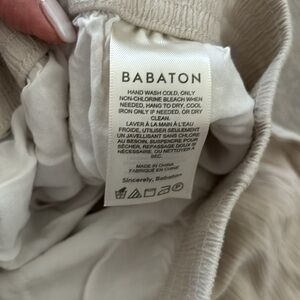 BABATON
HAND WASH COLD, ONLY
NON-CHLORINE BLEACH WHEN
NEEDED, HANG TO DRY, COOL
IRON ONLY IF NEEDED, OR DRY
CLEAN.
LAVER À LA MAIN À L'EAU
FROIDE, UTILISER SEULEMENT
UN JAVELLISANT SANS CHLORE
AU BESOIN, SUSPENDRE POUR
SÉCHER, REPASSAGE DOUX SI
NÉCESSAIRE, OU NETTOYER À
SEC.
MADE IN CHINA
FABRIQUÉ EN CHINE
Sincerely, Babaton